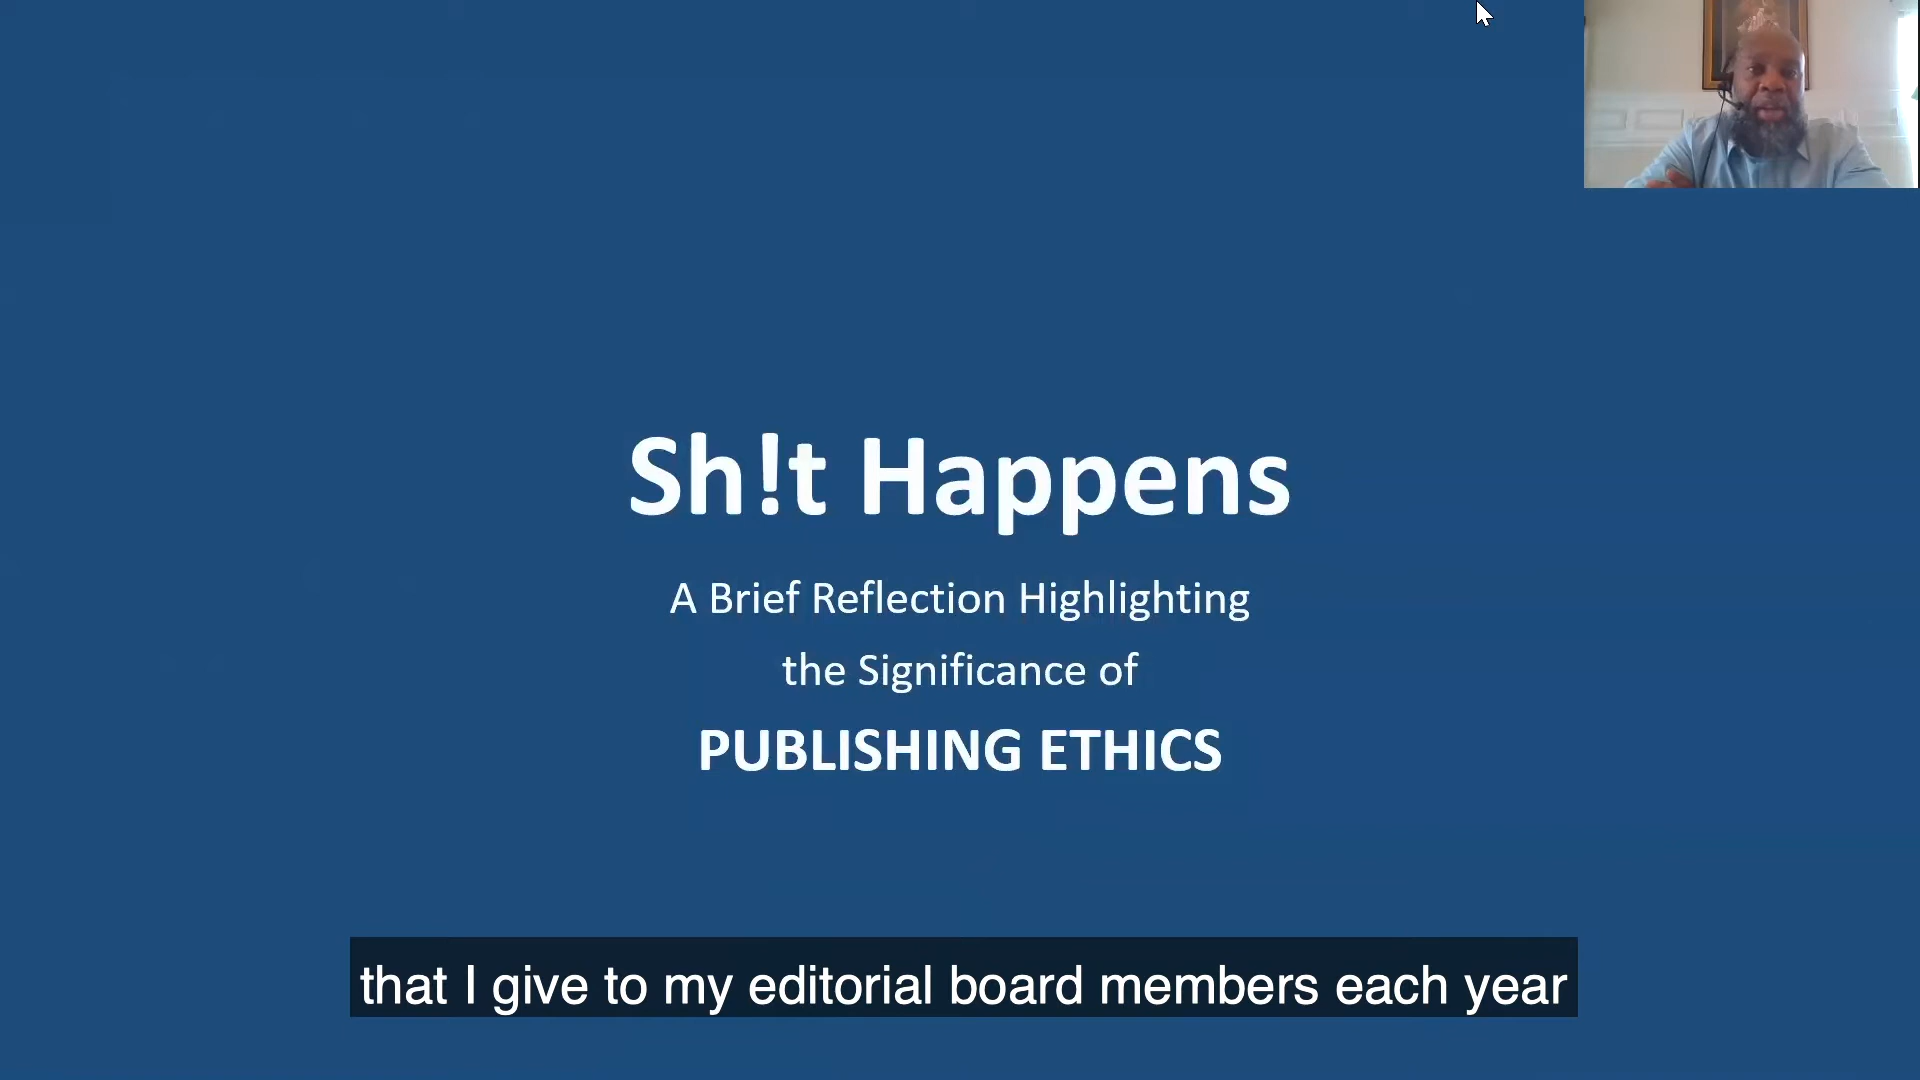 Sh!t Happens
A Brief Reflection Highlighting
the Significance of
PUBLISHING ETHICS
that I give to my editorial board members each year